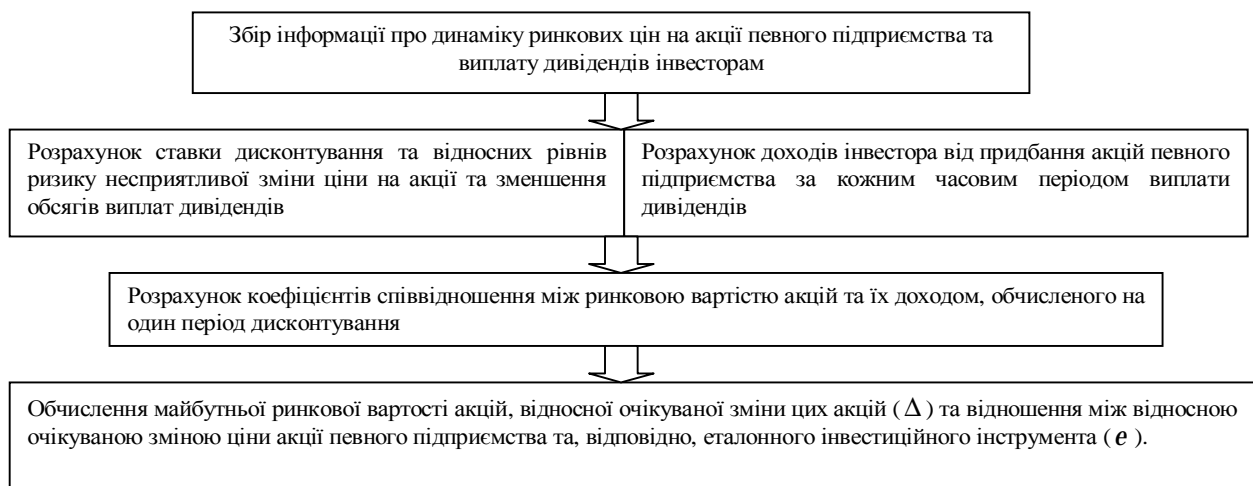 Збір інформації про динаміку ринкових цін на акції певного підприємства та
виплату дивідендів інвесторам
Розрахунок ставки дисконтування та відносних рівнів
ризику несприятливої зміни ціни на акції та зменшення
обсягів виплат дивідендів
Розрахунок доходів інвестора від придбання акцій певного
підприємства за кожним часовим періодом виплати
дивідендів
Розрахунок коефіцієнтів співвідношення між ринковою вартістю акцій та їх доходом, обчисленого на
один період дисконтування
Обчислення майбутньої ринкової вартості акцій, відносної очікуваної зміни цих акцій ( Δ ) та відношення між відносною
очікуваною зміною ціни акції певного підприємства та, відповідно, еталонного інвестиційного інструмента ( e ).